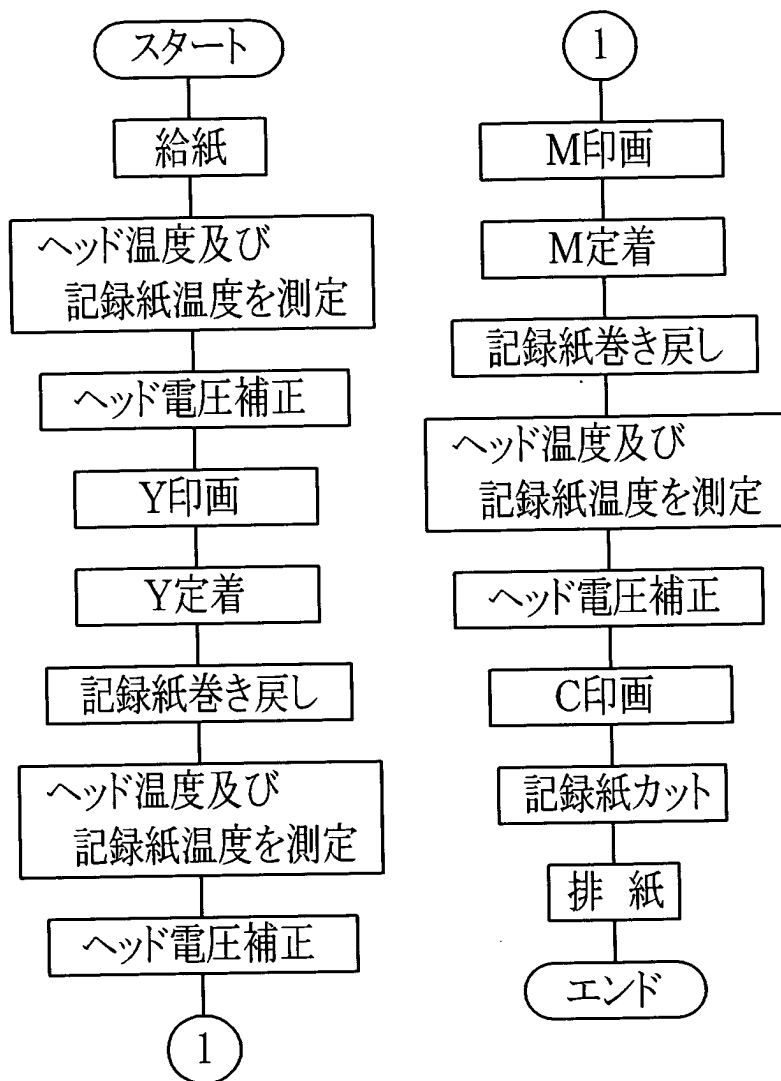 スタート
給紙
ヘッド温度及び
記録紙温度を測定
ヘッド電圧補正
Y印画
Y定着
記録紙巻き戻し
ヘッド温度及び
記録紙温度を測定
ヘッド電圧補正
1
1
M印画
M定着
記録紙巻き戻し
ヘッド温度及び
記録紙温度を測定
ヘッド電圧補正
C印画
記録紙カット
排 紙
エンド